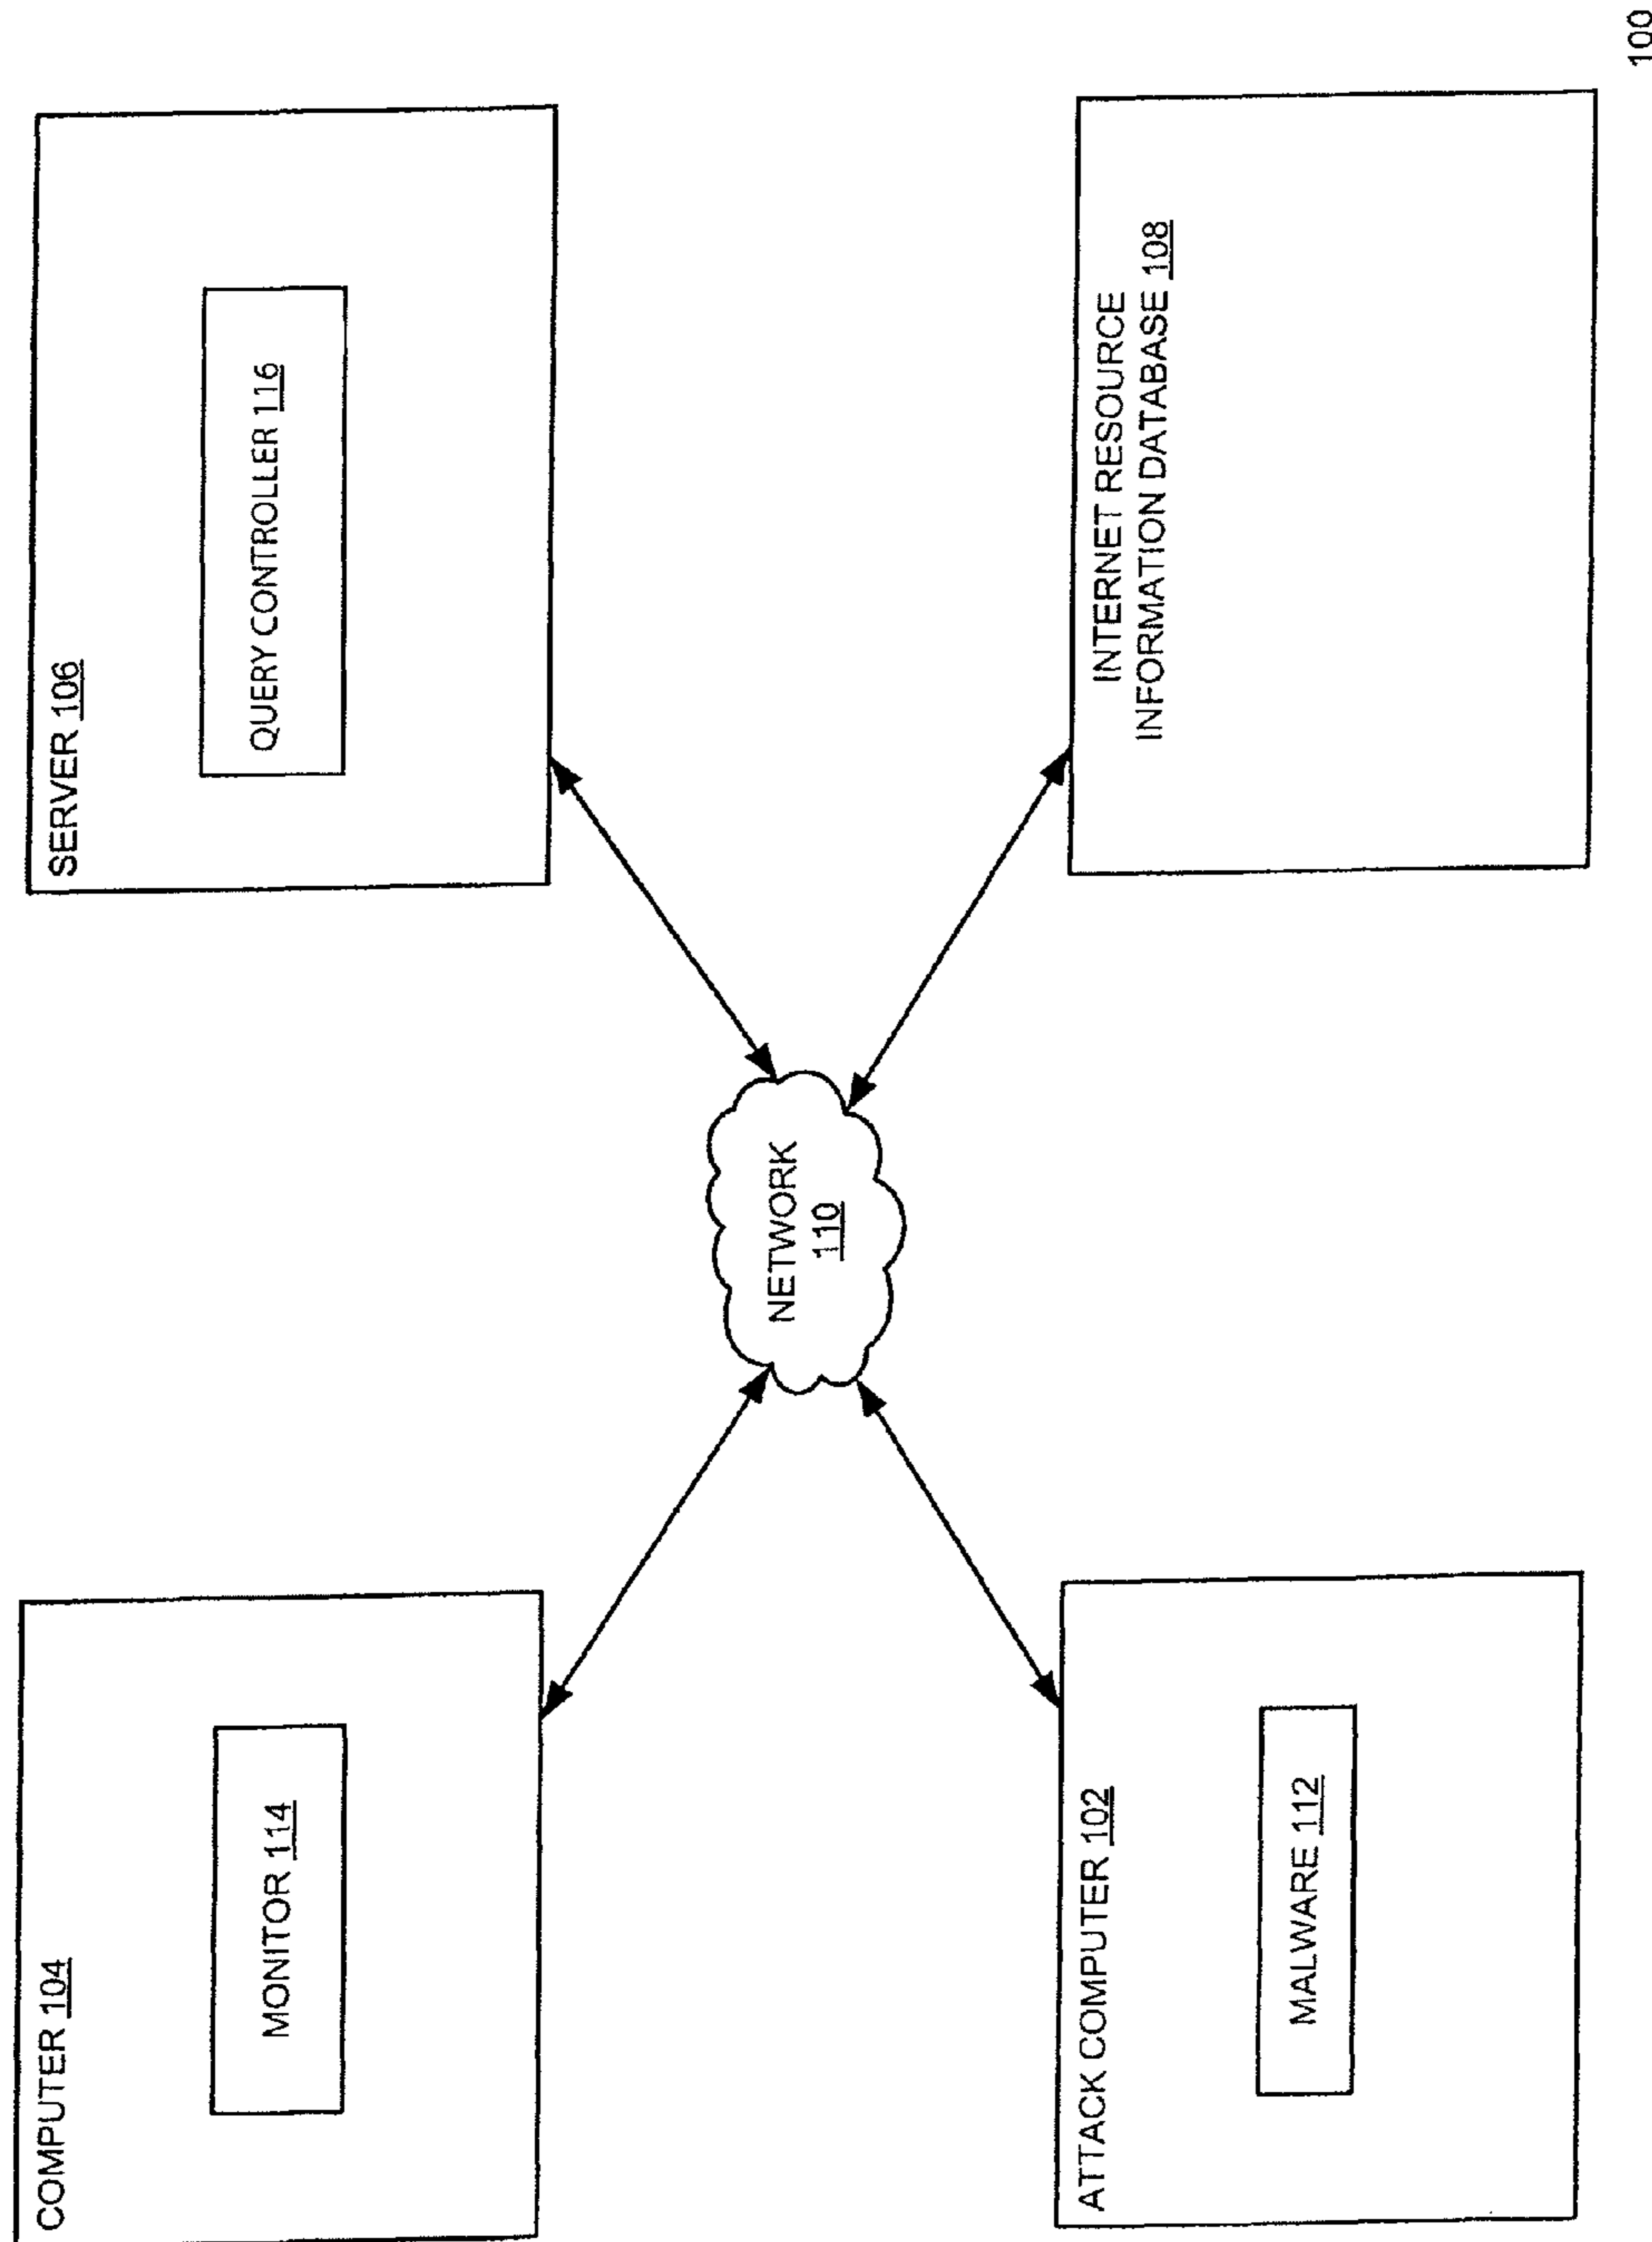 COMPUTER 104
MONITOR 114
SERVER 106
QUERY CONTROLLER 116
NETWORK
110
ATTACK COMPUTER 102
MALWARE 112
INTERNET RESOURCE
INFORMATION DATABASE 108
100